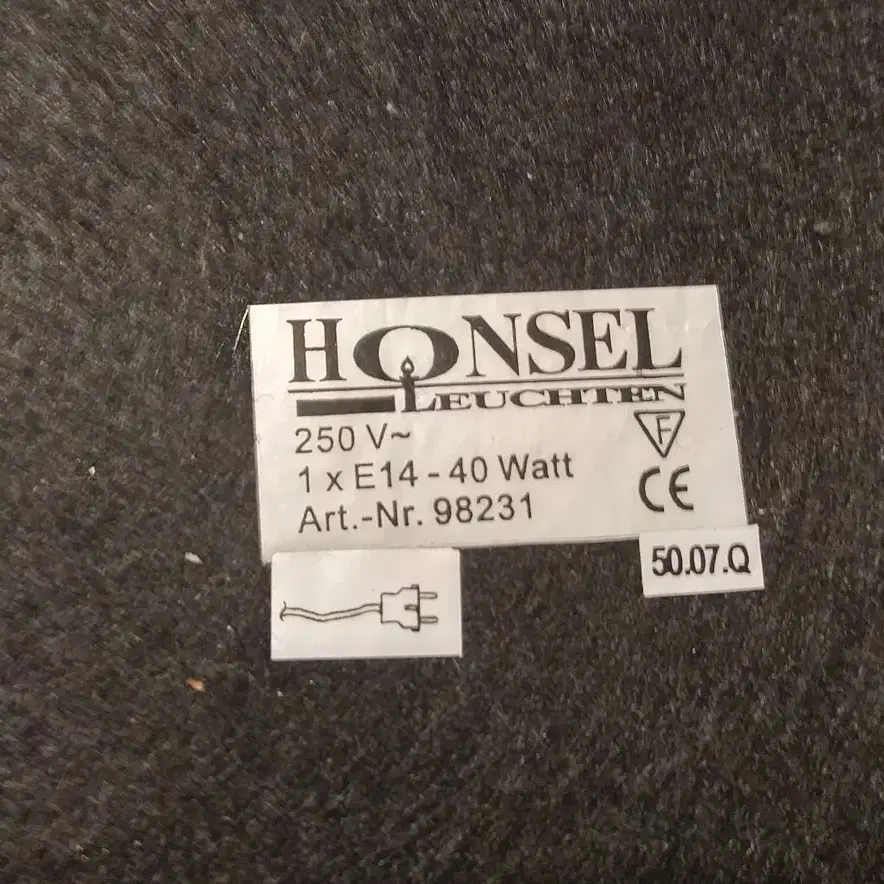 HONSEL
LEUCHTEN
250 V~
F
1 x E14 - 40 Watt
CE
Art.-Nr. 98231
50.07.Q